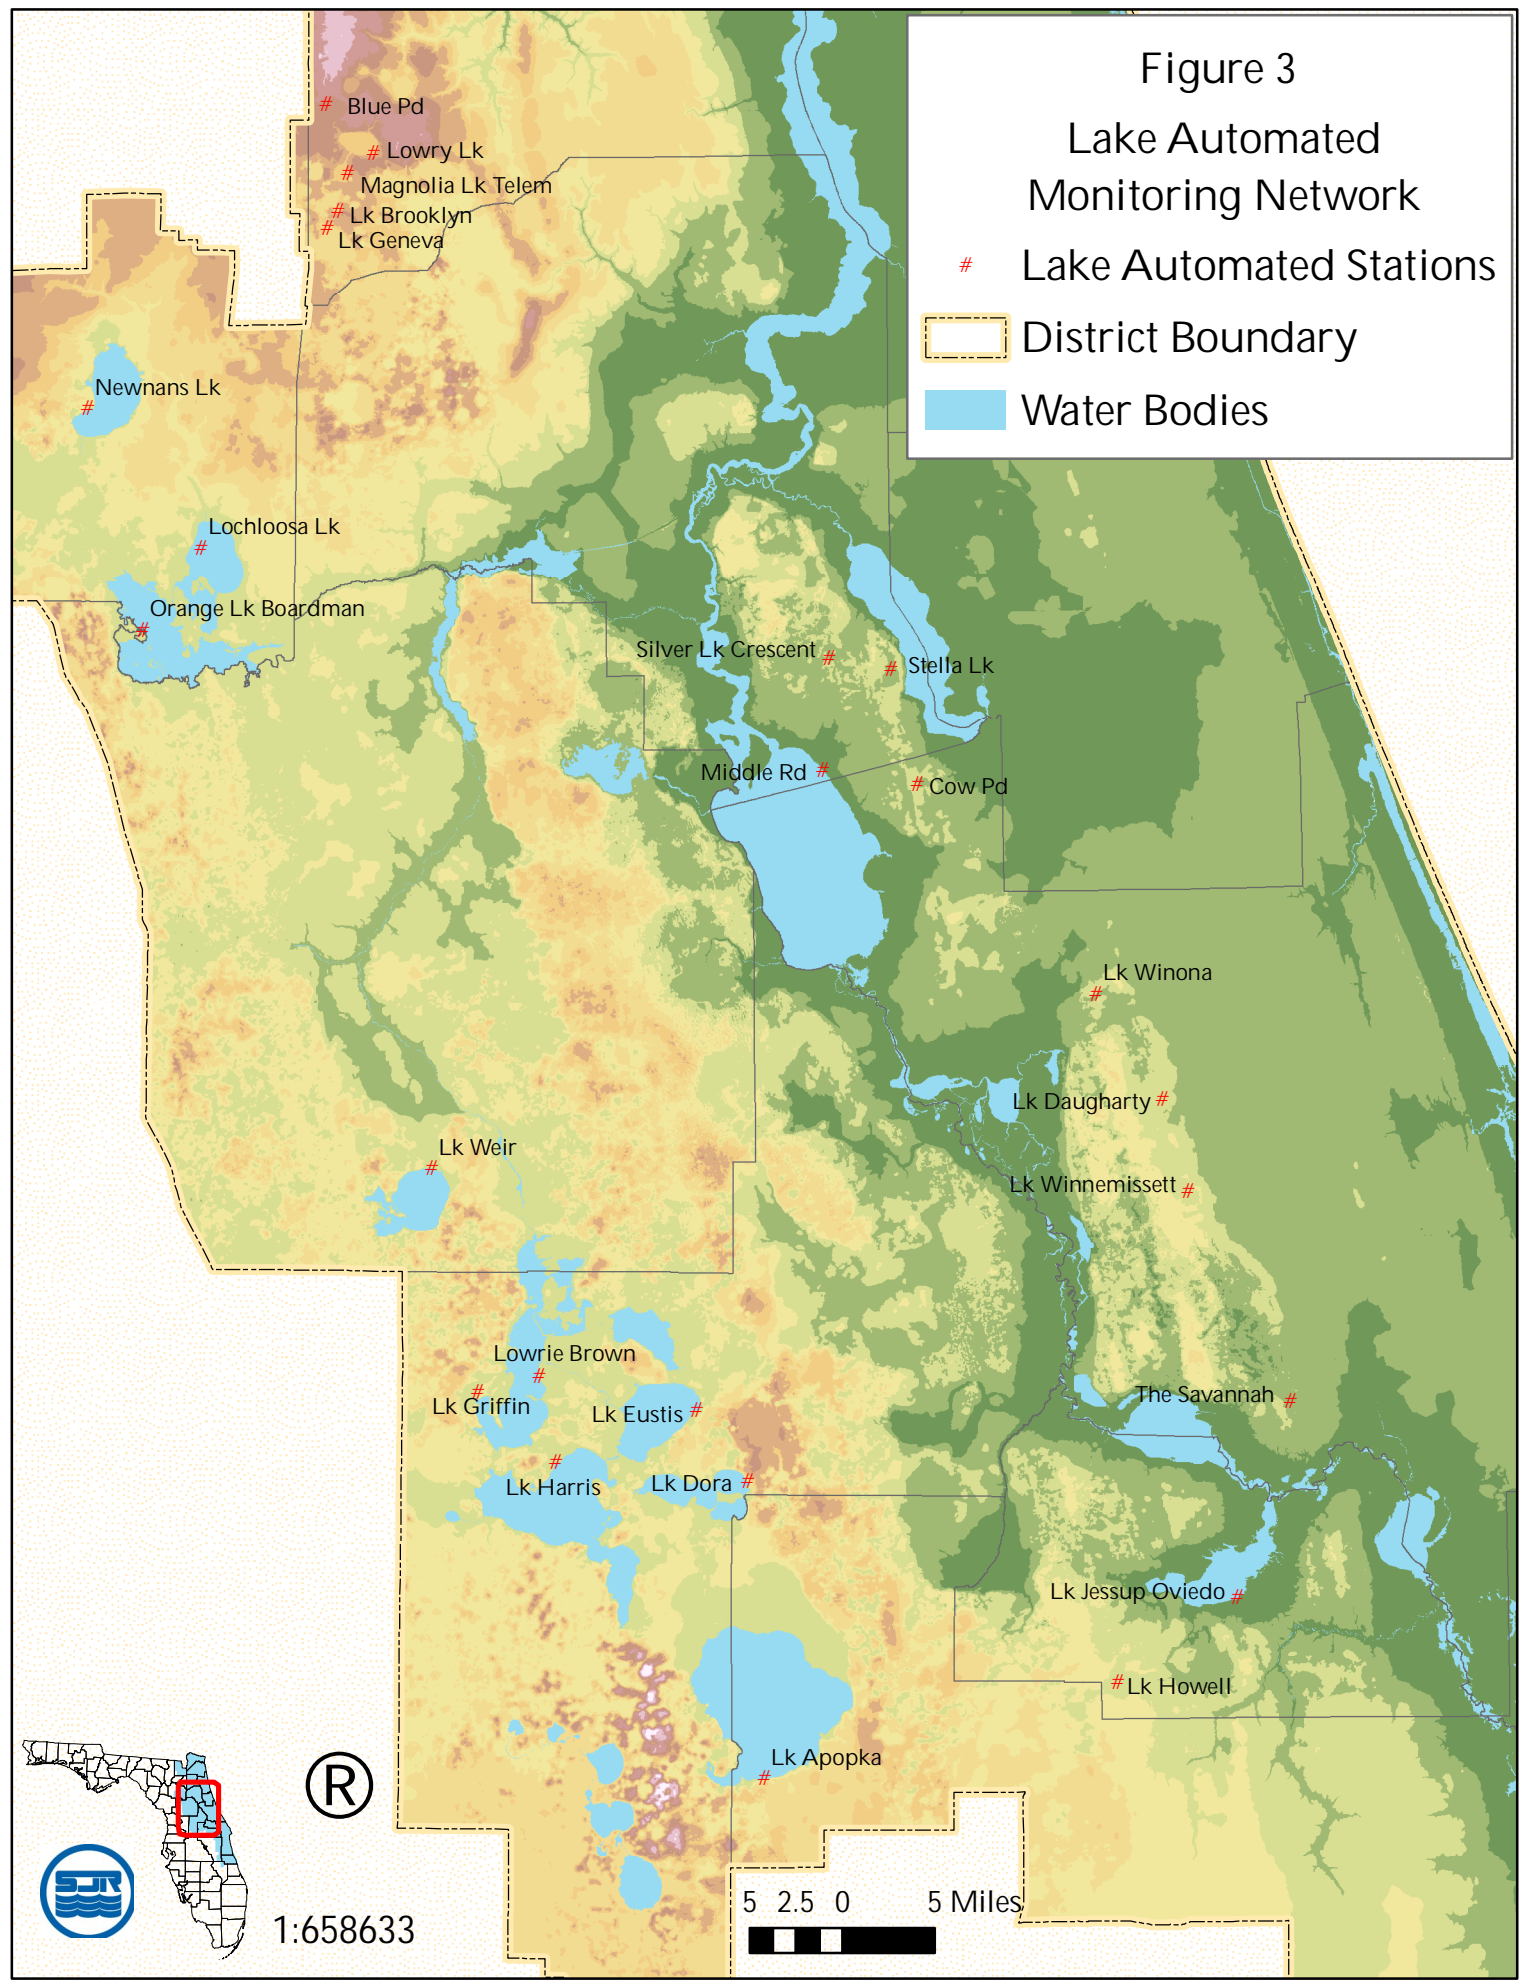 Figure 3
Lake Automated
Monitoring Network
# Lake Automated Stations
District Boundary
Water Bodies
# Blue Pd
# Lowry Lk
# Magnolia Lk Telem
# Lk Brooklyn
# Lk Geneva
Newnans Lk
#
Lochloosa Lk
#
Orange Lk Boardman
#
Silver Lk Crescent #
# Stella Lk
Middle Rd #
# Cow Pd
Lk Winona
#
Lk Daugharty #
Lk Weir
#
Lk Winnemissett #
Lowrie Brown
#
#
Lk Griffin
Lk Eustis #
The Savannah #
#
Lk Harris
Lk Dora #
Lk Jessup Oviedo #
# Lk Howell
Lk Apopka
#
®
SJR
1:658633
5 2.5 0 5 Miles